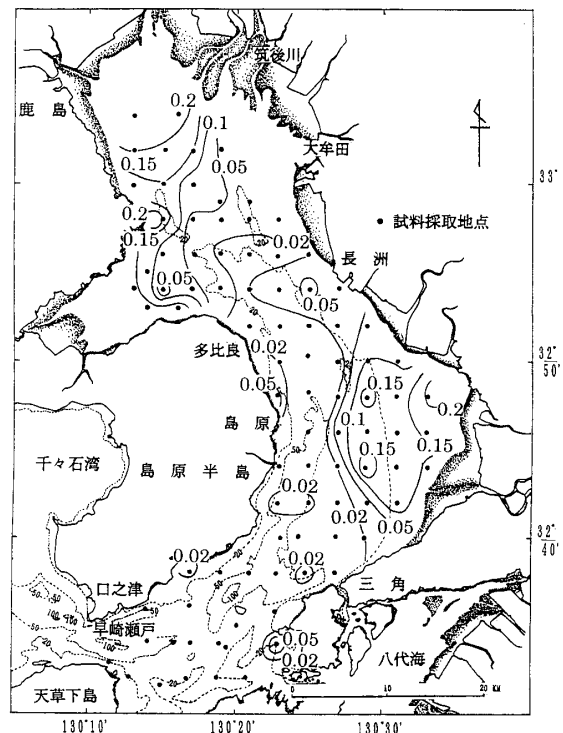 筑後川
鹿島
0.2
0.1
大牟田
0.15
0.05
33°
0.2
● 試料採取地点
0.15
0.02
長洲
0.05
0.05
多比良
0.02
32°
50'
0.05
0.15
0.2
島原
0.1
千々石湾
島原半島
0.15
0.15
0.02
0.02
0.05
32°
40'
0.02
0.02
口之津
三角
早崎瀬戸
0.05
八代海
0.02
天草下島
0 10 20 KM
130°10'
130°20'
130°30'